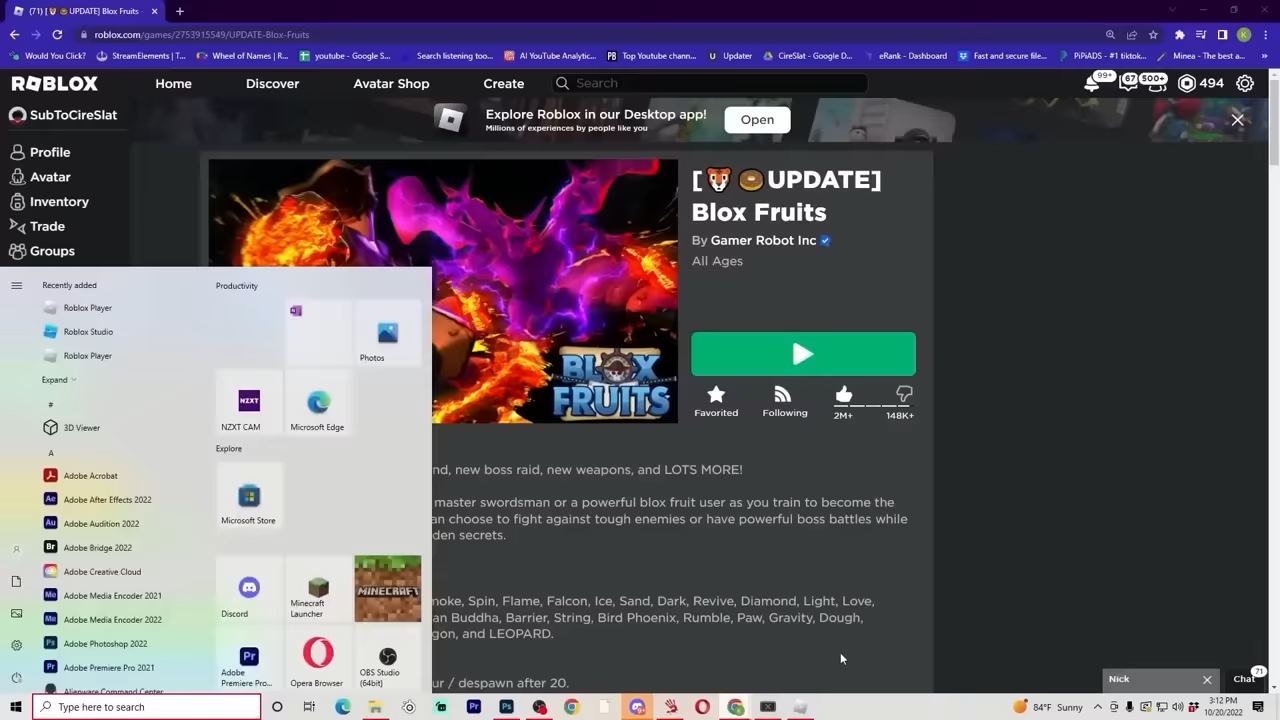 (71) [🐯🍩UPDATE] Blox Fruits -
roblox.com/games/2753915549/UPDATE-Blox-Fruits
Would You Click?
StreamElements | T...
Wheel of Names | R...
youtube - Google S...
Search listening too...
AI YouTube Analytic...
Top Youtube chann...
Updater
CireSlat - Google D...
eRank - Dashboard
Fast and secure file...
PiPiADS - #1 tiktok...
Minea - The best a...
ROBLOX
Home
Discover
Avatar Shop
Create
Search
99+
67
500+
494
SubToCireSlat
Explore Roblox in our Desktop app!
Millions of experiences by people like you
Open
Profile
Avatar
Inventory
Trade
Groups
[🐯🍩UPDATE]
Blox Fruits
By Gamer Robot Inc
All Ages
BLOX
FRUITS
Favorited
Following
2M+
148K+
nd, new boss raid, new weapons, and LOTS MORE!
master swordsman or a powerful blox fruit user as you train to become the
an choose to fight against tough enemies or have powerful boss battles while
den secrets.
moke, Spin, Flame, Falcon, Ice, Sand, Dark, Revive, Diamond, Light, Love,
an Buddha, Barrier, String, Bird Phoenix, Rumble, Paw, Gravity, Dough,
gon, and LEOPARD.
ur / despawn after 20.
Recently added
Roblox Player
Roblox Studio
Roblox Player
Expand
#
3D Viewer
A
Adobe Acrobat
Adobe After Effects 2022
Adobe Audition 2022
Adobe Bridge 2022
Adobe Creative Cloud
Adobe Media Encoder 2021
Adobe Media Encoder 2022
Adobe Photoshop 2022
Adobe Premiere Pro 2021
Alienware Command Center
Productivity
Photos
NZXT
NZXT CAM
Microsoft Edge
Explore
Microsoft Store
Discord
Minecraft
Launcher
MINECRAFT
Adobe
Premiere Pro...
Opera Browser
OBS Studio
(64bit)
Nick
Chat
71
Type here to search
84°F Sunny
3:12 PM
10/20/2022